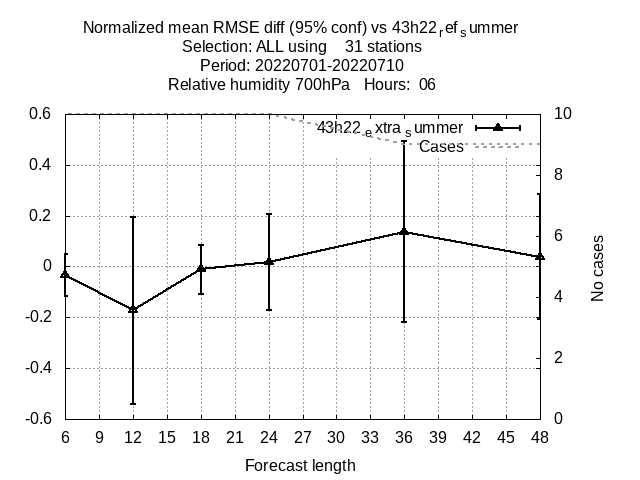 Normalized mean RMSE diff (95% conf) vs 43h22refsummer
Selection: ALL using 31 stations
Period: 20220701-20220710
Relative humidity 700hPa Hours: 06
43h22extrasummer
Cases
0.6
0.4
0.2
0
-0.2
-0.4
-0.6
10
8
6
4
2
0
No cases
6 9 12 15 18 21 24 27 30 33 36 39 42 45 48
Forecast length